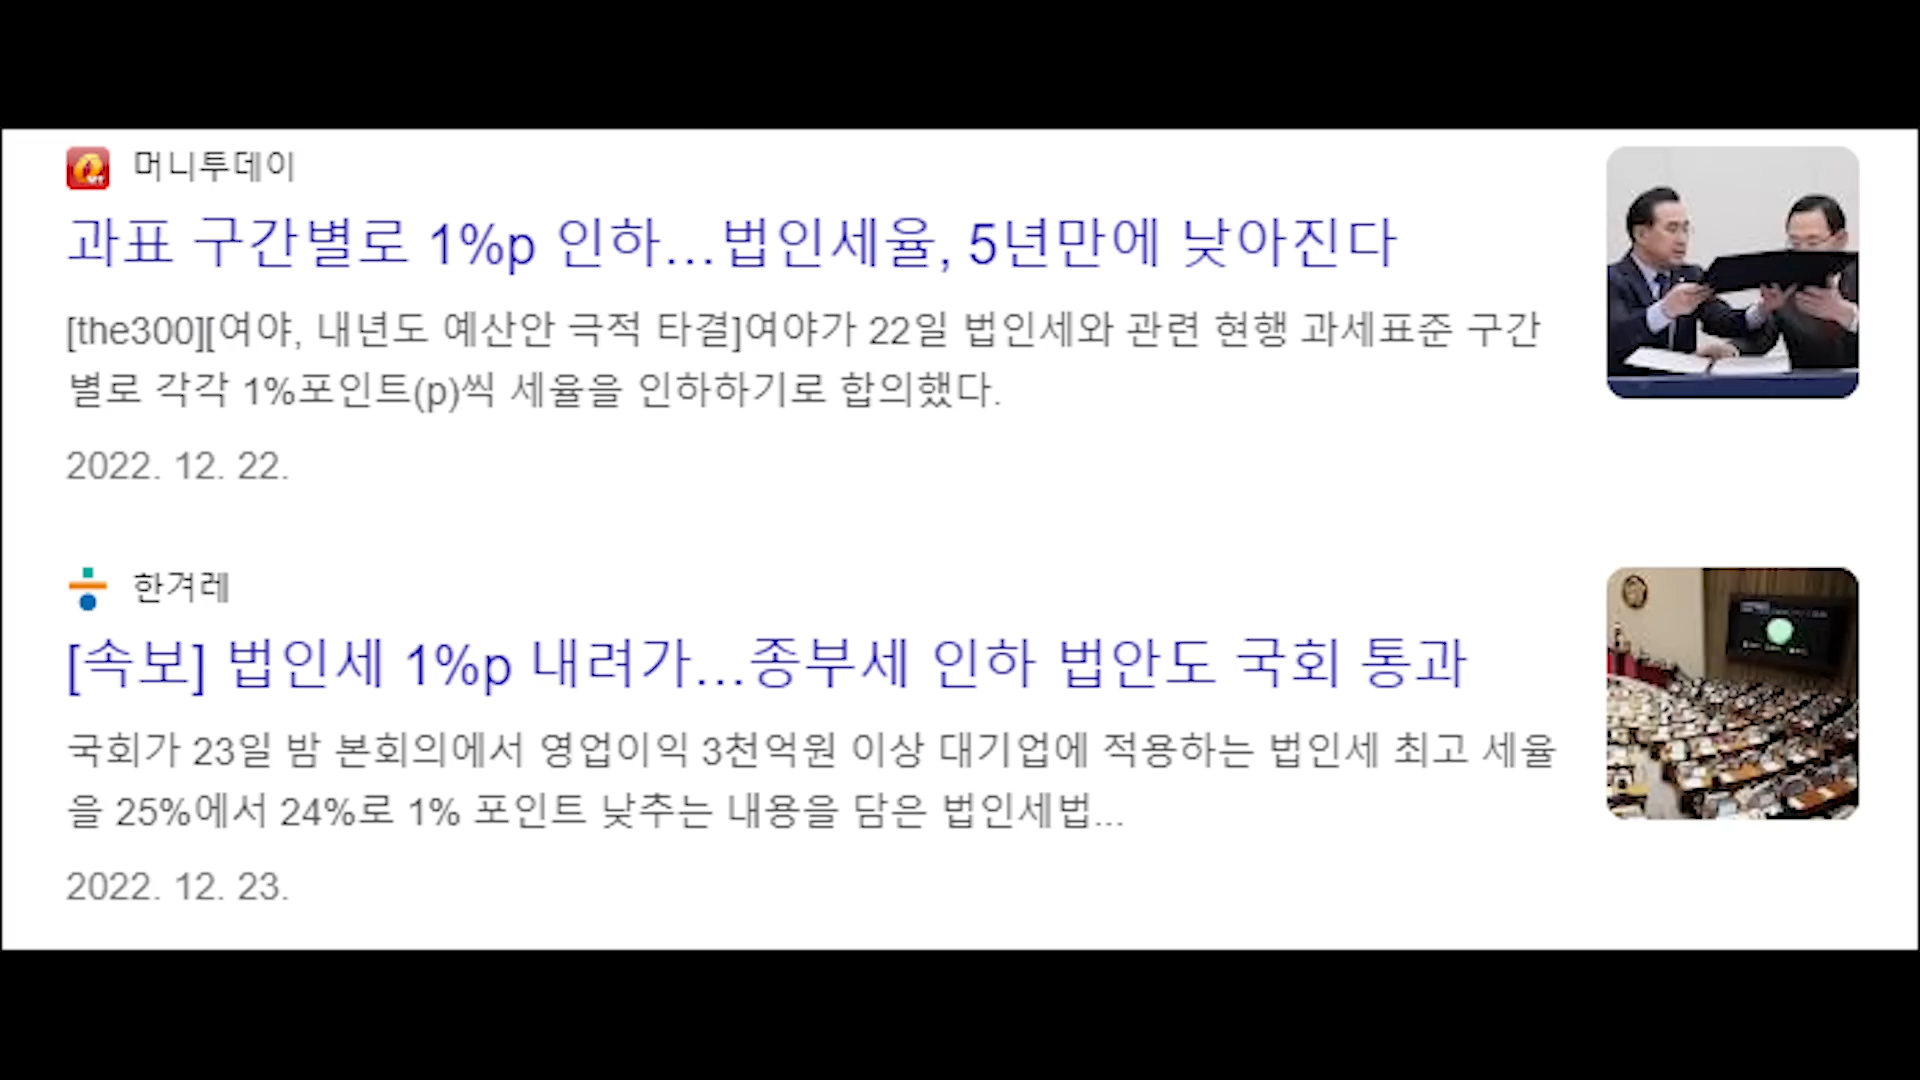 머니투데이
과표 구간별로 1%p 인하...법인세율, 5년만에 낮아진다
[the300][여야, 내년도 예산안 극적 타결]여야가 22일 법인세와 관련 현행 과세표준 구간
별로 각각 1%포인트(p)씩 세율을 인하하기로 합의했다.
2022. 12. 22.
한겨레
[속보] 법인세 1%p 내려가...종부세 인하 법안도 국회 통과
국회가 23일 밤 본회의에서 영업이익 3천억원 이상 대기업에 적용하는 법인세 최고 세율
을 25%에서 24%로 1% 포인트 낮추는 내용을 담은 법인세법...
2022. 12. 23.